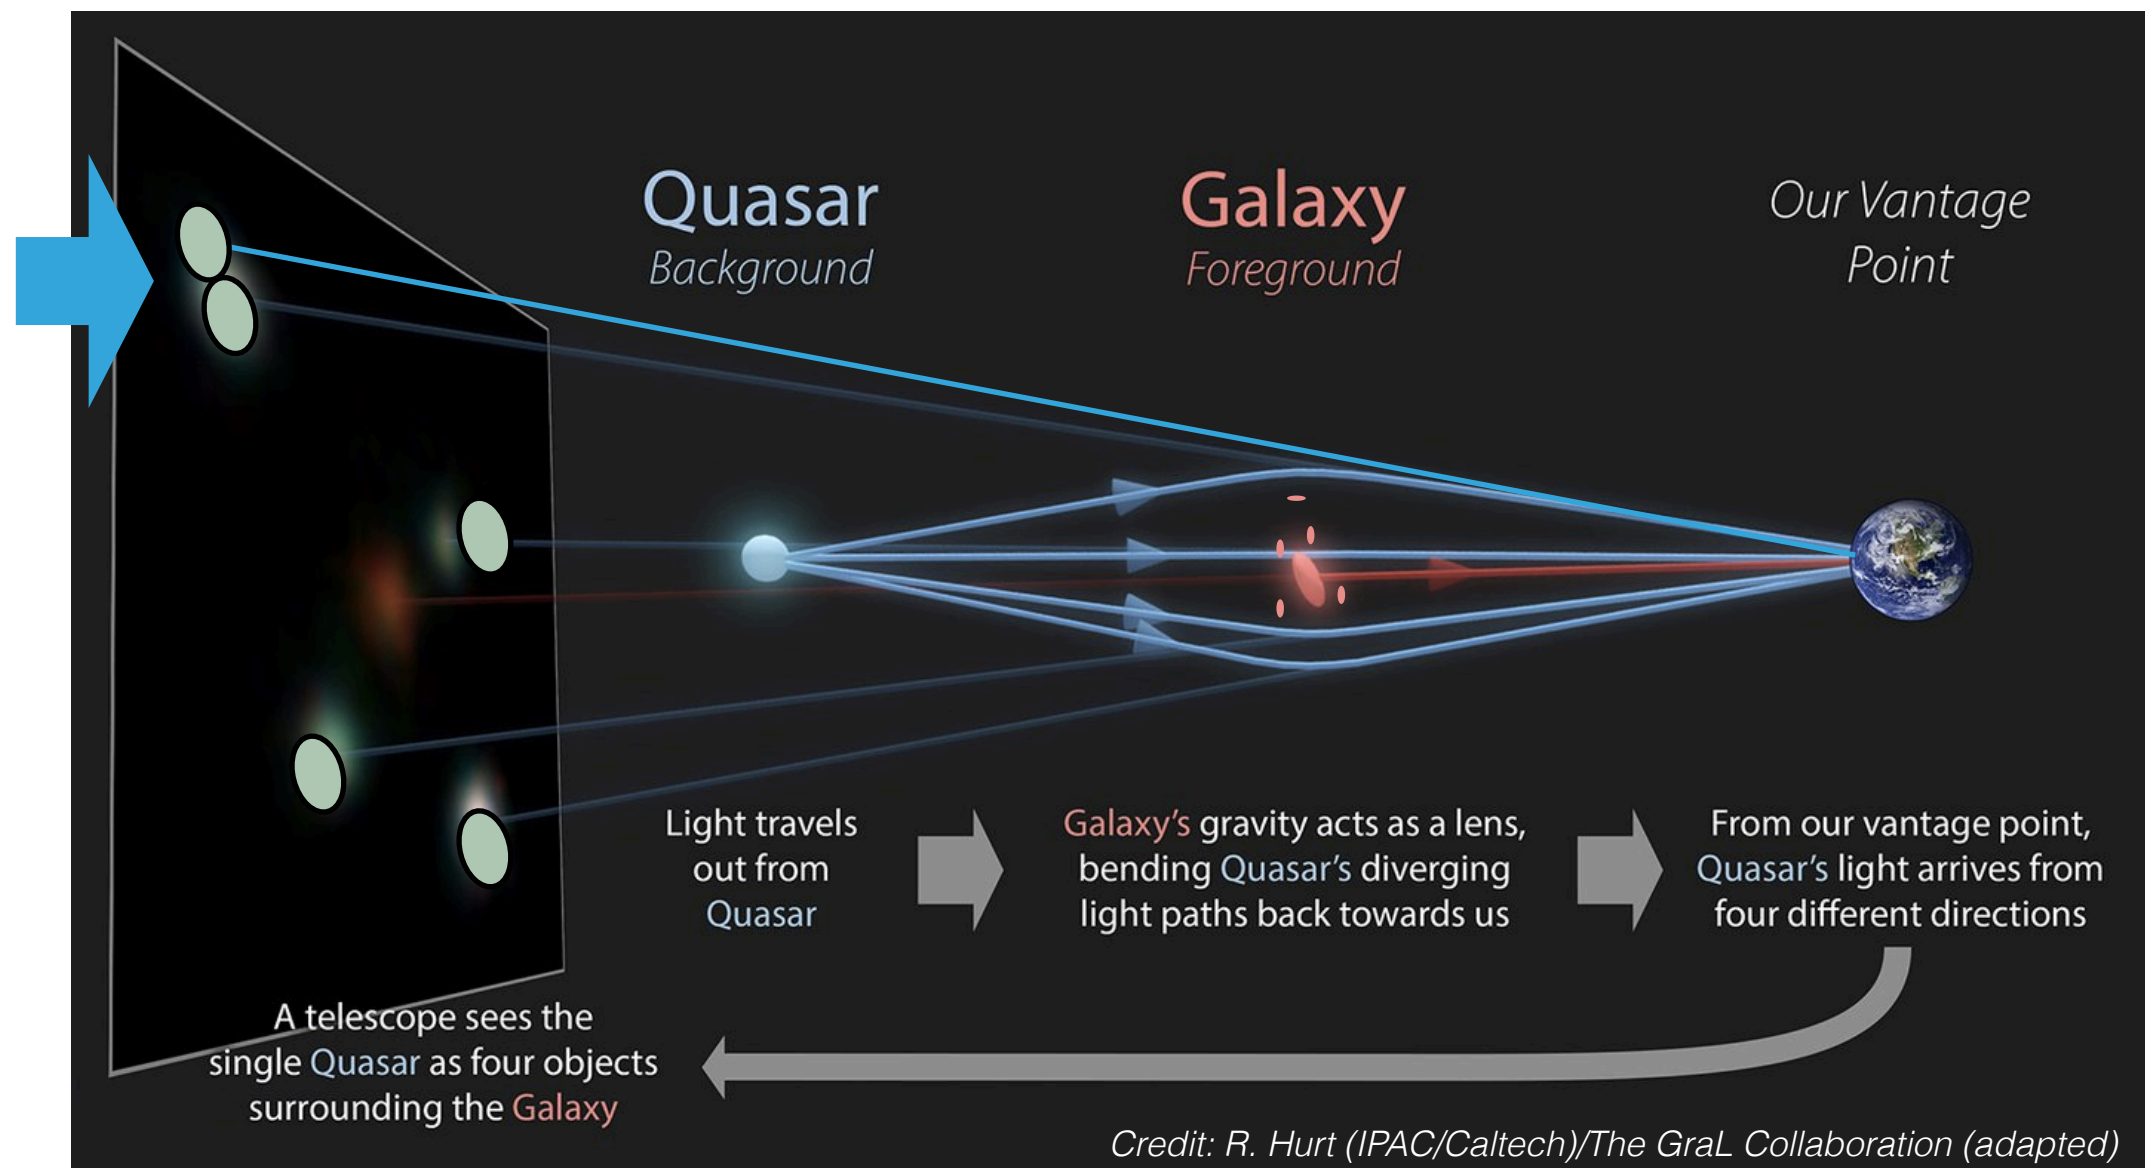 Quasar
Background
Galaxy
Foreground
Our Vantage
Point
Light travels
out from
Quasar
Galaxy’s gravity acts as a lens,
bending Quasar’s diverging
light paths back towards us
From our vantage point,
Quasar’s light arrives from
four different directions
A telescope sees the
single Quasar as four objects
surrounding the Galaxy
Credit: R. Hurt (IPAC/Caltech)/The GraL Collaboration (adapted)